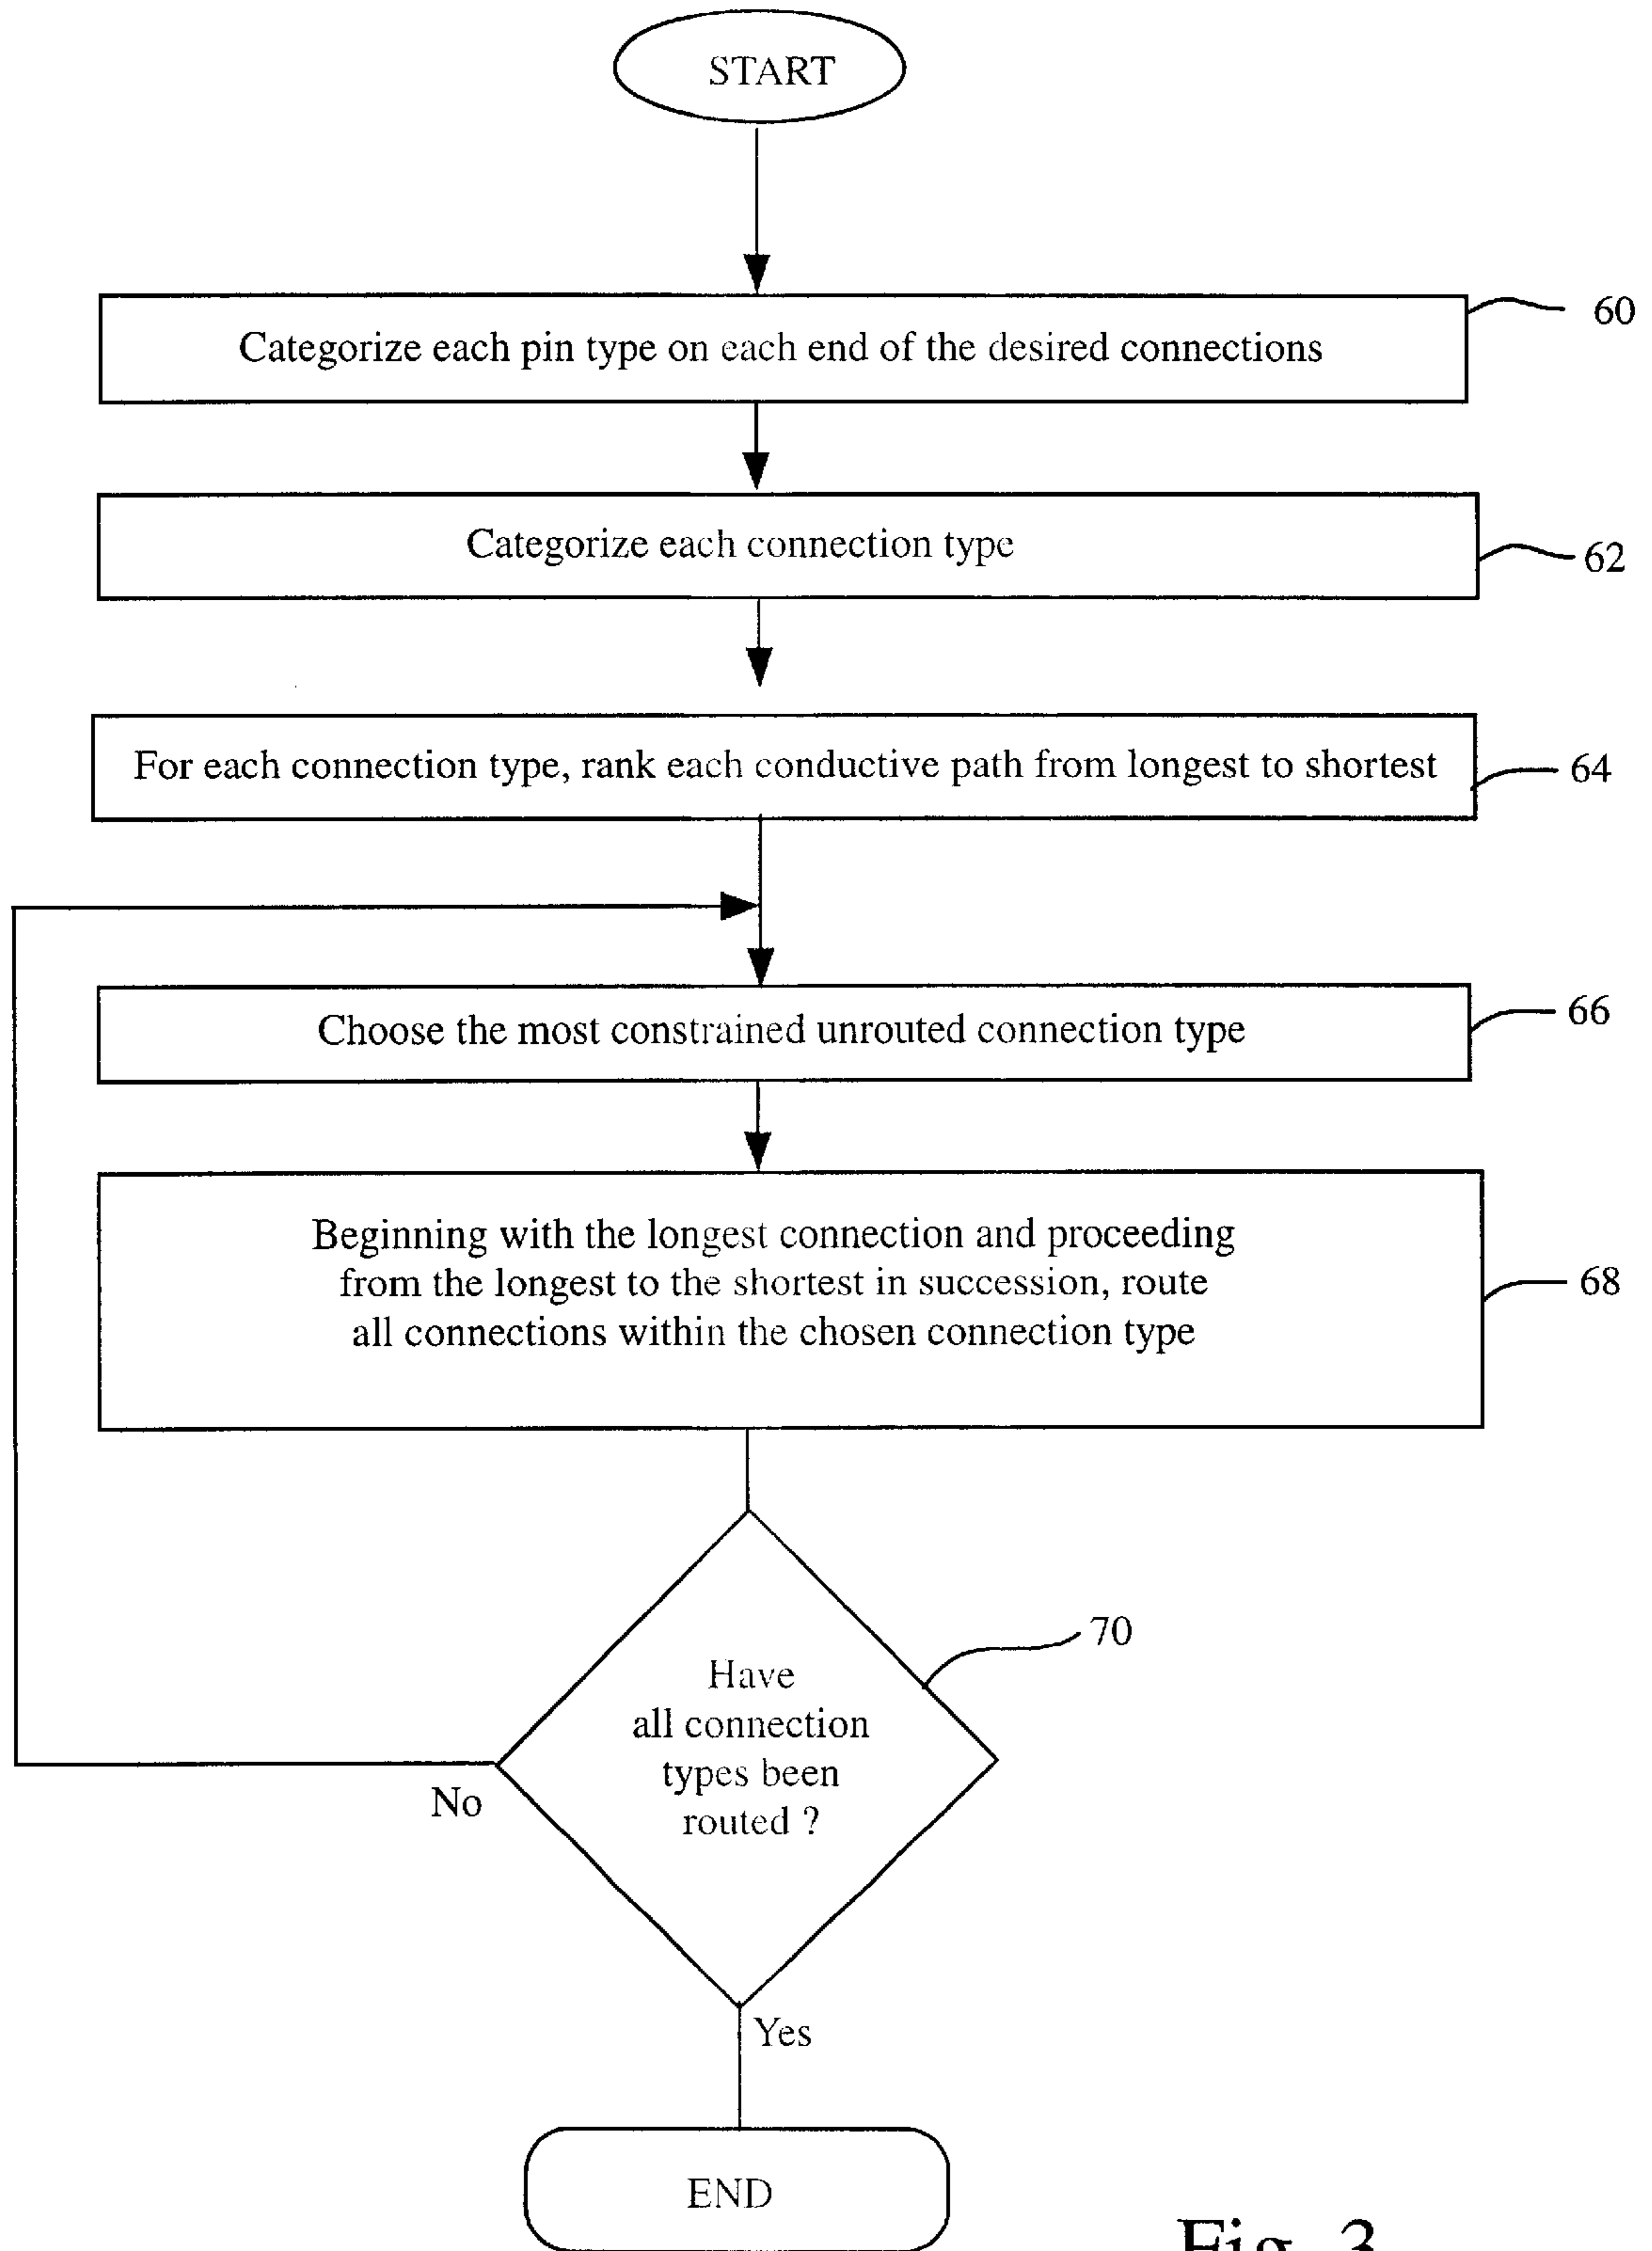 START
Categorize each pin type on each end of the desired connections
60
Categorize each connection type
62
For each connection type, rank each conductive path from longest to shortest
64
Choose the most constrained unrouted connection type
66
Beginning with the longest connection and proceeding
from the longest to the shortest in succession, route
all connections within the chosen connection type
68
Have
all connection
types been
routed ?
70
No
Yes
END
Fig. 3